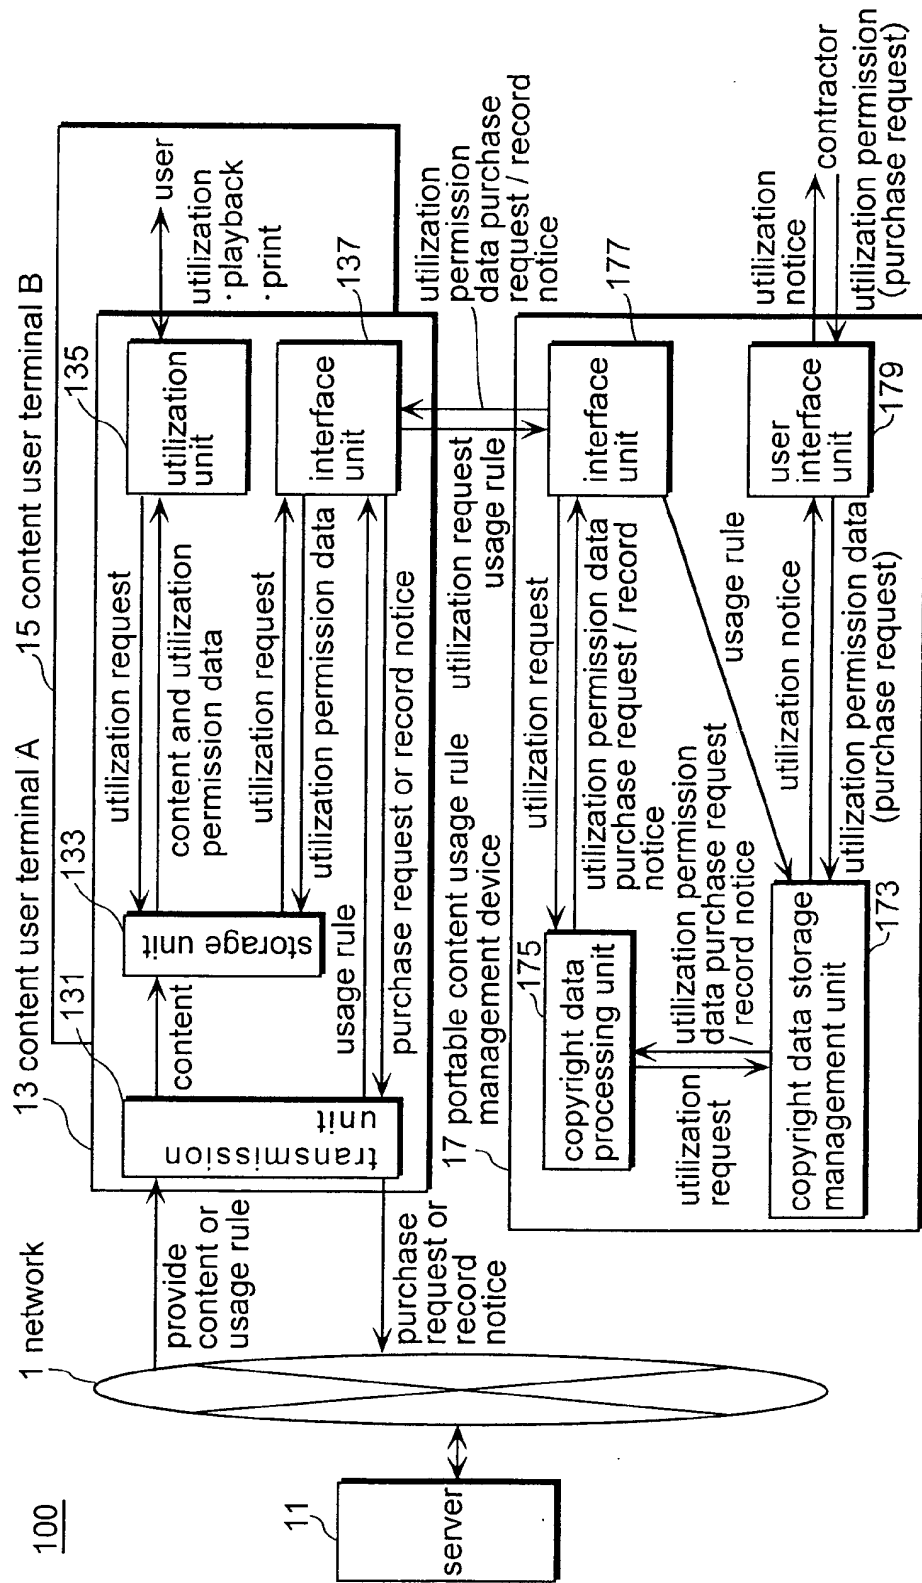 100
11
server
1 network
provide
content or
usage rule
purchase
request or
record
notice
13 content user terminal A
15 content user terminal B
131
transmission
unit
content
133
storage unit
utilization request
content and utilization
permission data
135
utilization
unit
user
utilization
·playback
·print
utilization request
utilization permission data
usage rule
purchase request or record notice
137
interface
unit
utilization request
usage rule
utilization
permission
data purchase
request / record
notice
17 portable content usage rule
management device
175
copyright data
processing unit
utilization request
utilization permission data
purchase request / record
notice
177
interface
unit
usage rule
utilization
request
utilization permission
data purchase request
/ record notice
173
copyright data storage
management unit
utilization notice
utilization permission data
(purchase request)
179
user
interface
unit
utilization
notice
contractor
utilization permission
(purchase request)